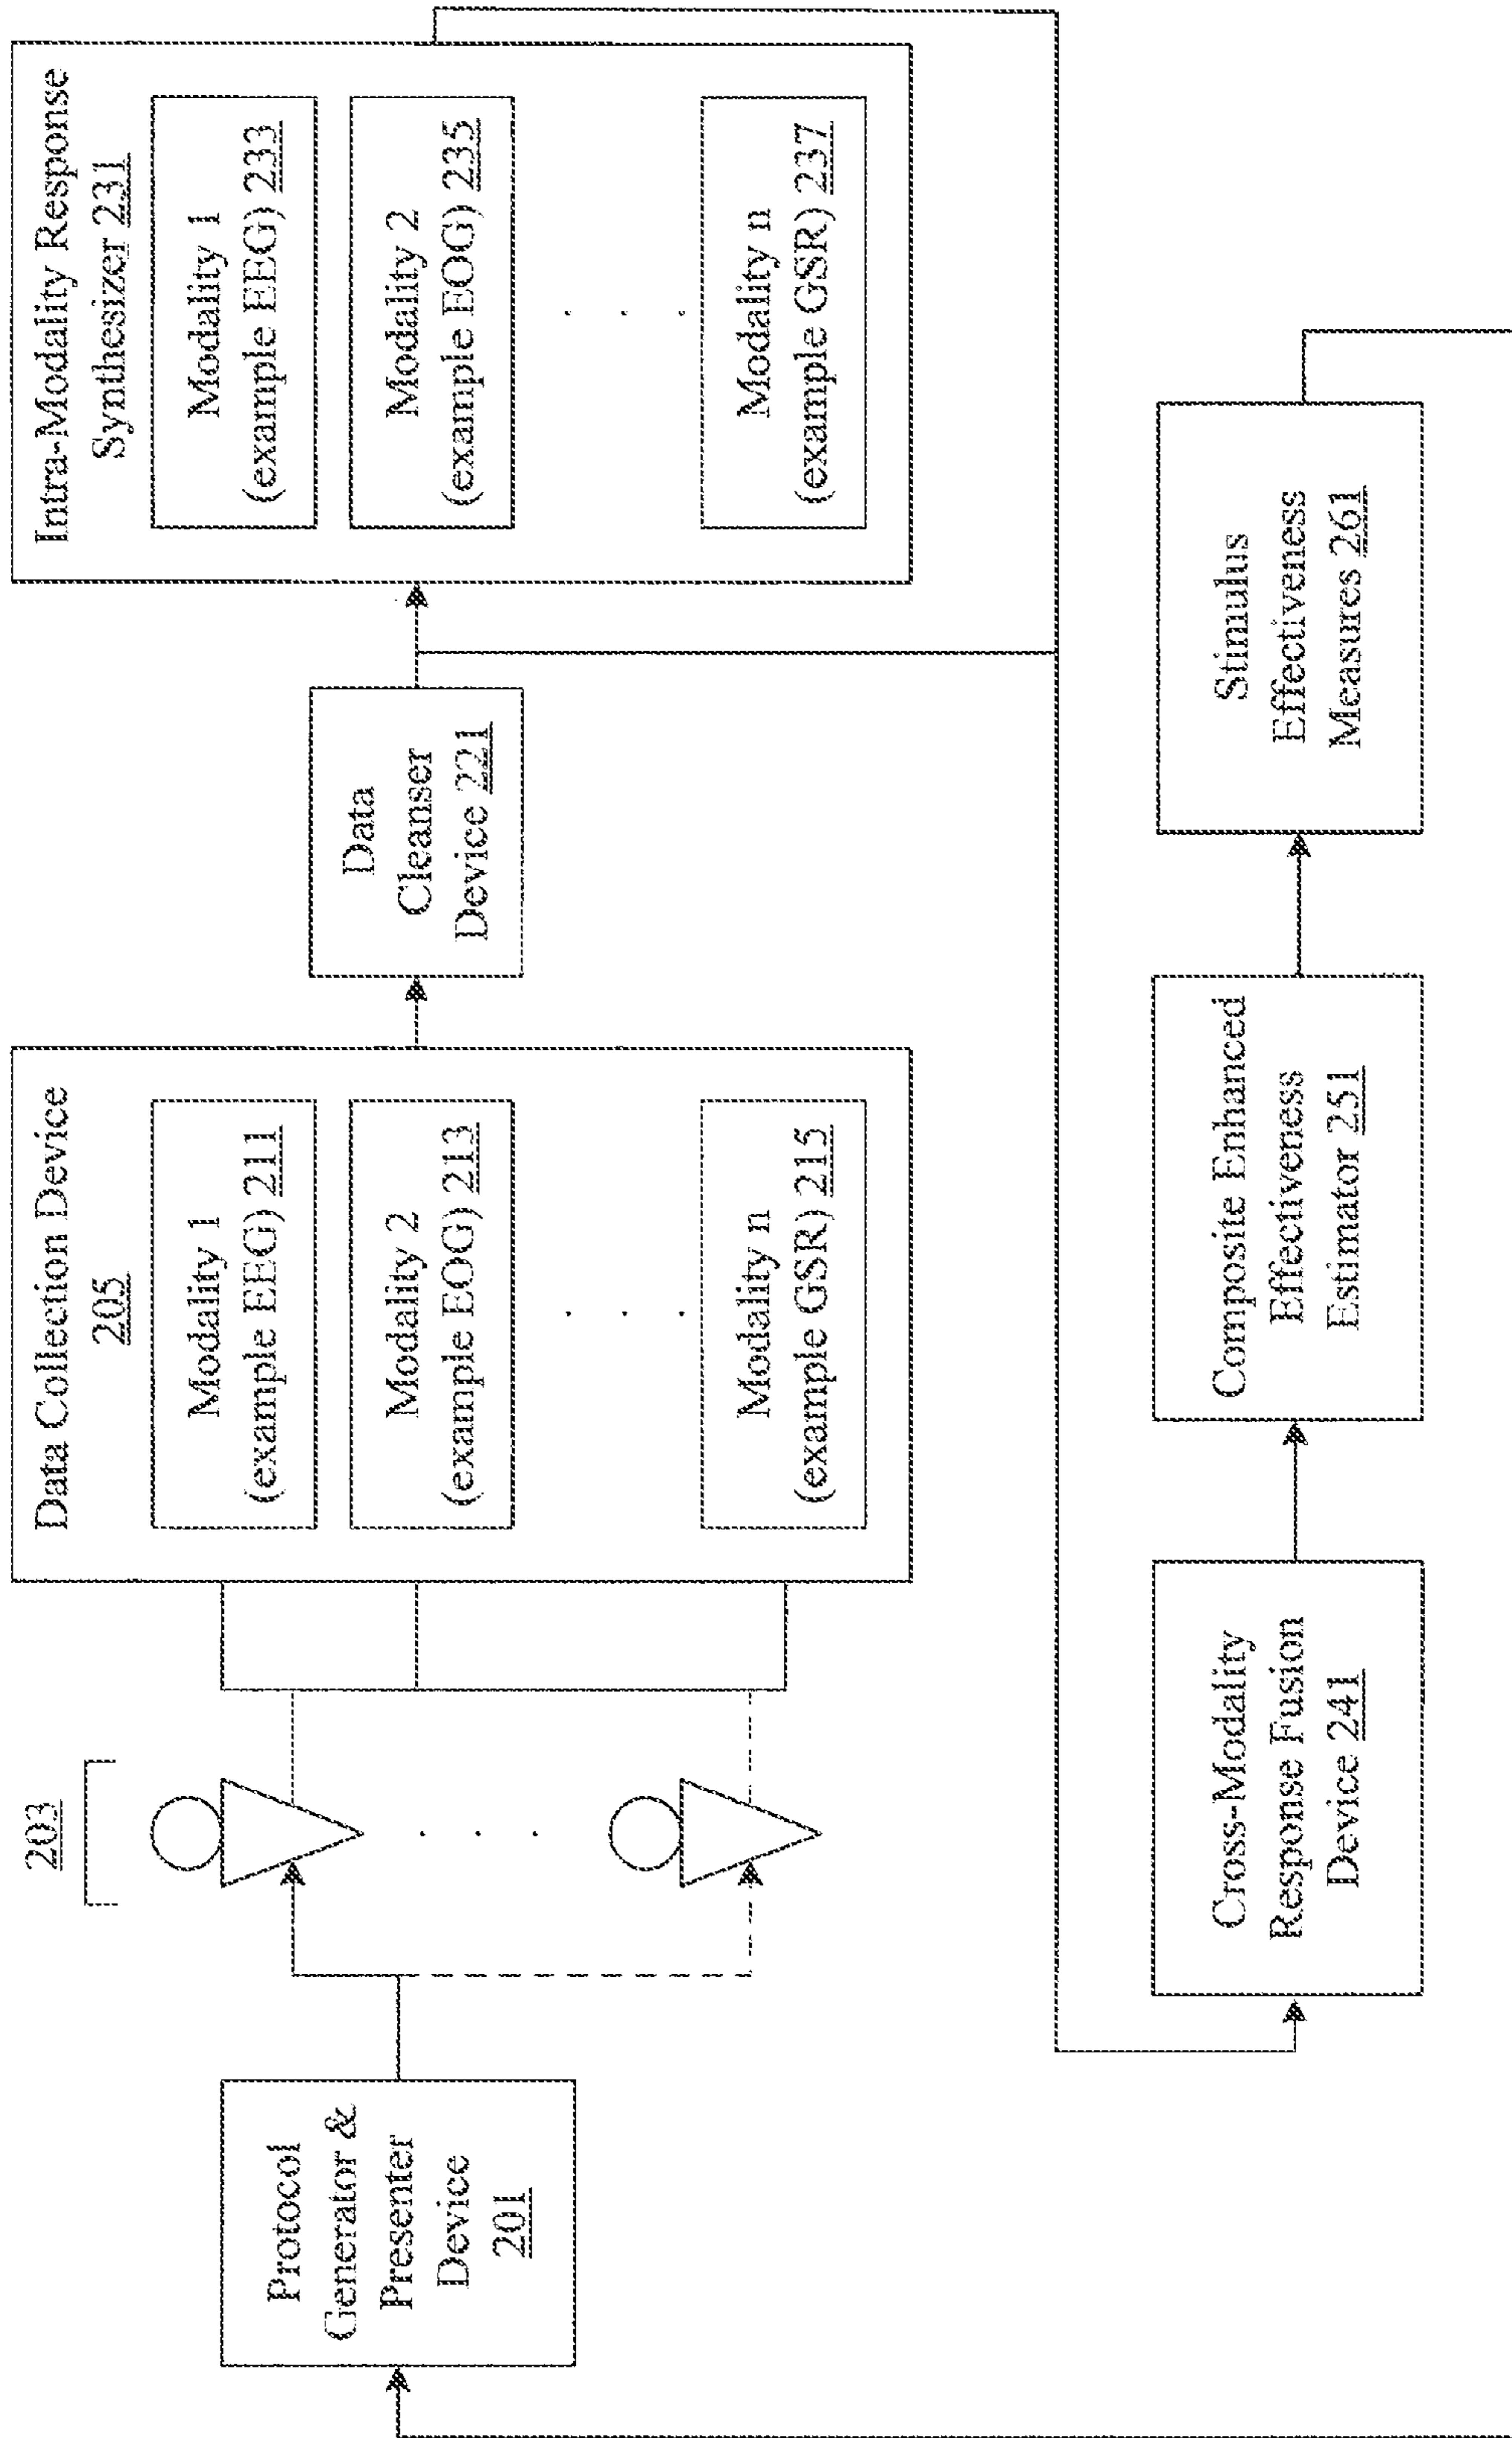 Protocol
Generator &
Presenter
Device
201
203
Data Collection Device
205
Modality 1
(example EEG) 211
Modality 2
(example EOG) 213
. . .
Modality n
(example GSR) 215
Data
Cleanser
Device 221
Intra-Modality Response
Synthesizer 231
Modality 1
(example EEG) 233
Modality 2
(example EOG) 235
. . .
Modality n
(example GSR) 237
Cross-Modality
Response Fusion
Device 241
Composite Enhanced
Effectiveness
Estimator 251
Stimulus
Effectiveness
Measures 261